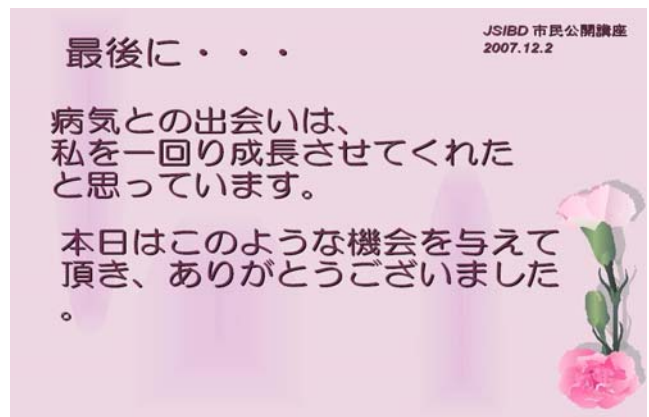 JSIBD 市民公開講座
2007.12.2
最後に・・・
病気との出会いは、
私を一回り成長させてくれた
と思っています。
本日はこのような機会を与えて
頂き、ありがとうございました
。